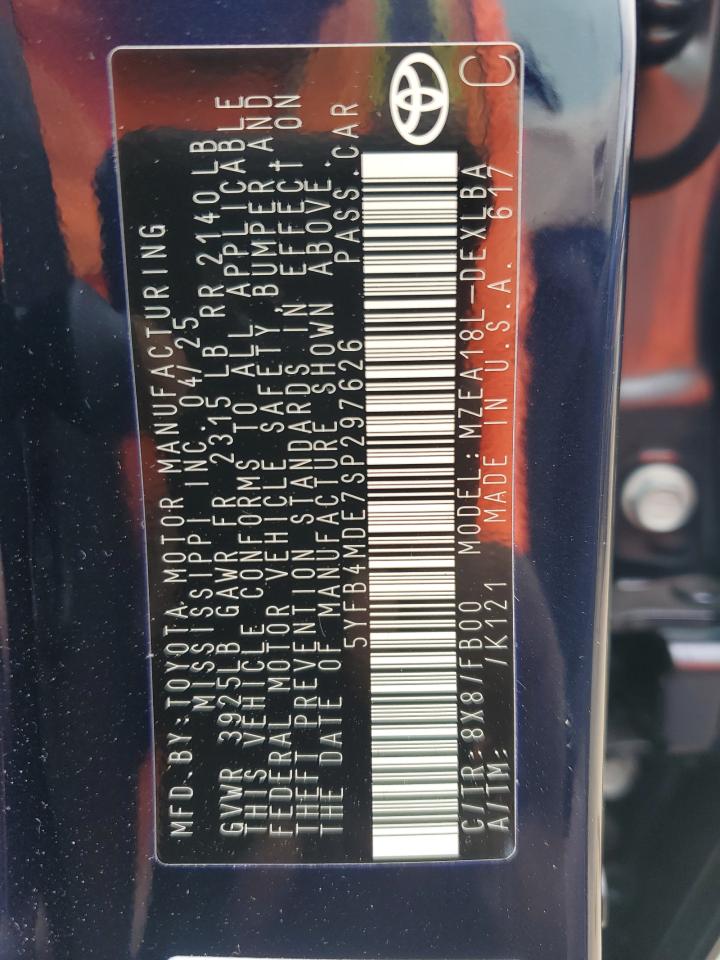 MFD.BY:TOYOTA MOTOR MANUFACTURING
MISSISSIPPI INC.04/25
GVWR 3925LB GAWR FR 2315 LB RR 2140LB
THIS VEHICLE CONFORMS TO ALL APPLICABLE
FEDERAL MOTOR VEHICLE SAFETY,BUMPER,AND
THEFT PREVENTION STANDARDS IN EFFECT ON
THE DATE OF MANUFACTURE SHOWN ABOVE.
5YFB4MDE7SP297626 PASS.CAR
C/TR:8X8/FB00 MODEL:MZEA18L-DEXLBA
A/TM: /K121 MADE IN U.S.A. 617
C